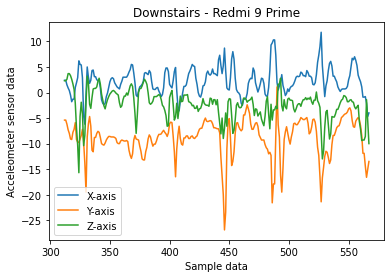 Downstairs - Redmi 9 Prime
Acceleometer sensor data
10
5
0
−5
−10
−15
−20
−25
X-axis
Y-axis
Z-axis
300 350 400 450 500 550
Sample data